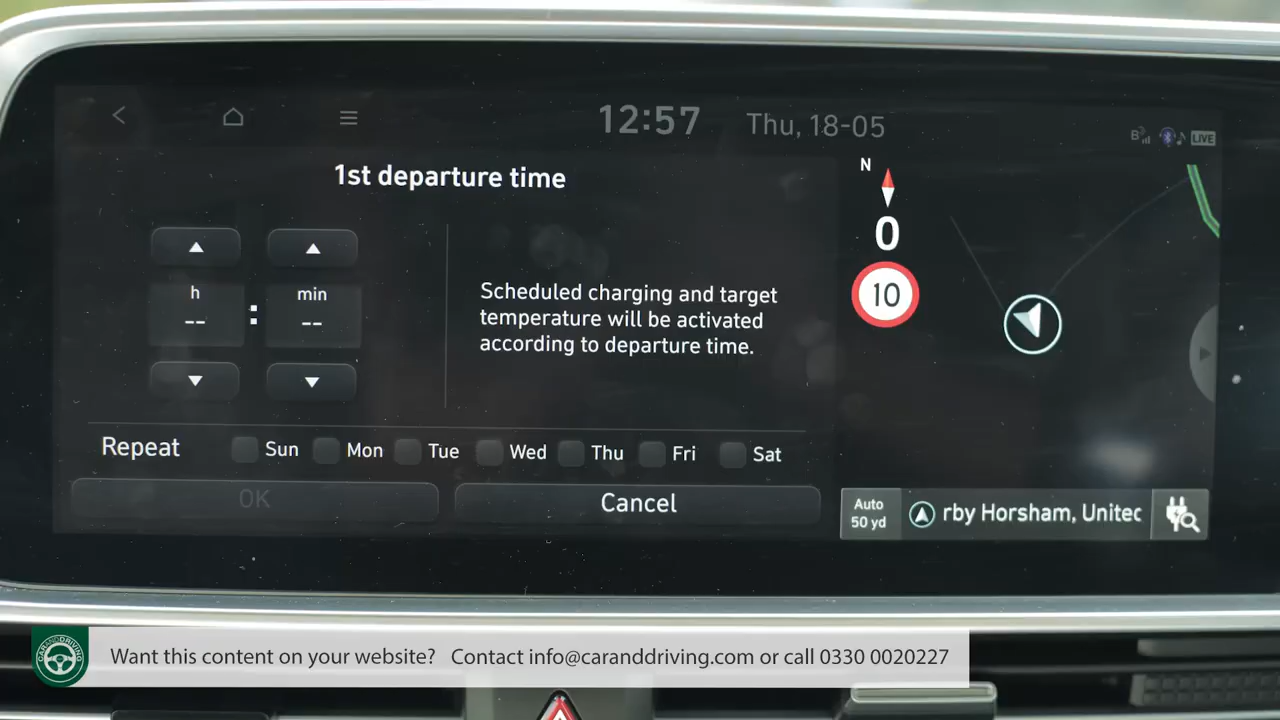 12:57 Thu, 18-05
LIVE
1st departure time
h
min
--
:
--
Scheduled charging and target
temperature will be activated
according to departure time.
Repeat
Sun
Mon
Tue
Wed
Thu
Fri
Sat
OK
Cancel
N
0
10
Auto
50 yd
rby Horsham, Unitec
CARANDDRIVING
Want this content on your website? Contact info@caranddriving.com or call 0330 0020227